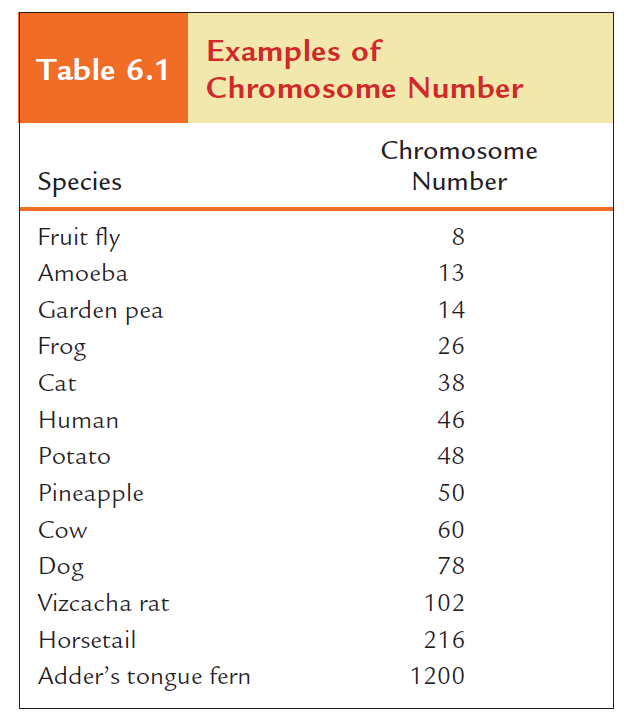 Table 6.1
Examples of
Chromosome Number
Species
Chromosome
Number
Fruit fly 8
Amoeba 13
Garden pea 14
Frog 26
Cat 38
Human 46
Potato 48
Pineapple 50
Cow 60
Dog 78
Vizcacha rat 102
Horsetail 216
Adder’s tongue fern 1200